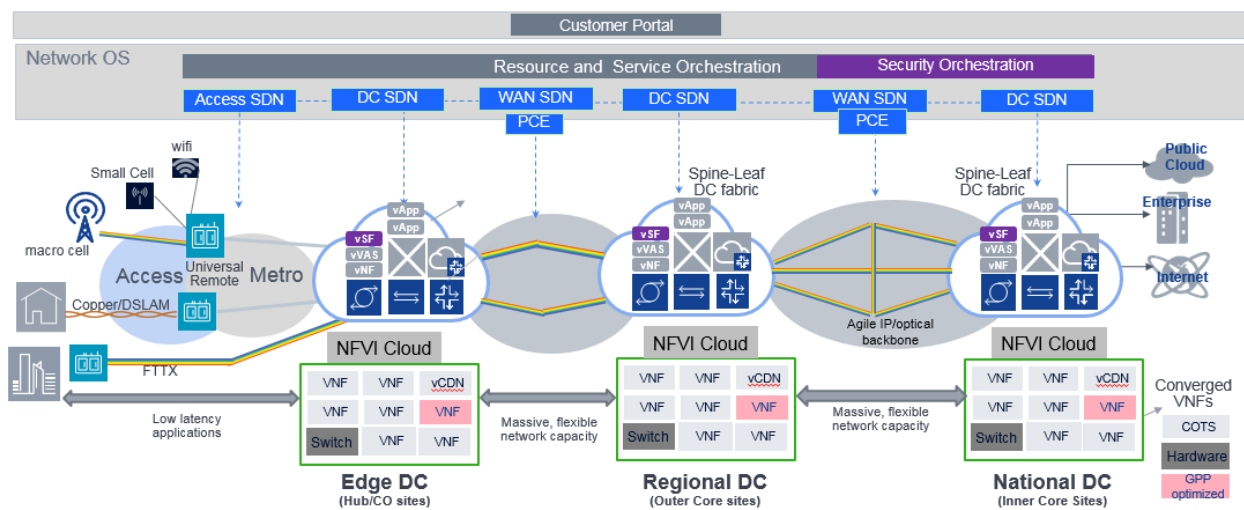 Customer Portal
Network OS
Resource and Service Orchestration
Security Orchestration
Access SDN
DC SDN
WAN SDN
DC SDN
WAN SDN
DC SDN
PCE
PCE
wifi
Small Cell
macro cell
Access
Universal
Remote
Metro
Copper/DSLAM
FTTX
vApp
vApp
vSF
vVAS
vNF
Spine-Leaf
DC fabric
vApp
vApp
vSF
vVAS
vNF
Spine-Leaf
DC fabric
vApp
vApp
vSF
vVAS
vNF
Public
Cloud
Enterprise
Internet
Agile IP/optical
backbone
NFVI Cloud
NFVI Cloud
NFVI Cloud
Low latency
applications
VNF VNF vCDN
VNF VNF VNF
Switch VNF VNF
Massive, flexible
network capacity
VNF VNF vCDN
VNF VNF VNF
Switch VNF VNF
Massive, flexible
network capacity
VNF VNF vCDN
VNF VNF VNF
Switch VNF VNF
Converged
VNFs
COTS
Hardware
GPP
optimized
Edge DC
(Hub/CO sites)
Regional DC
(Outer Core sites)
National DC
(Inner Core Sites)